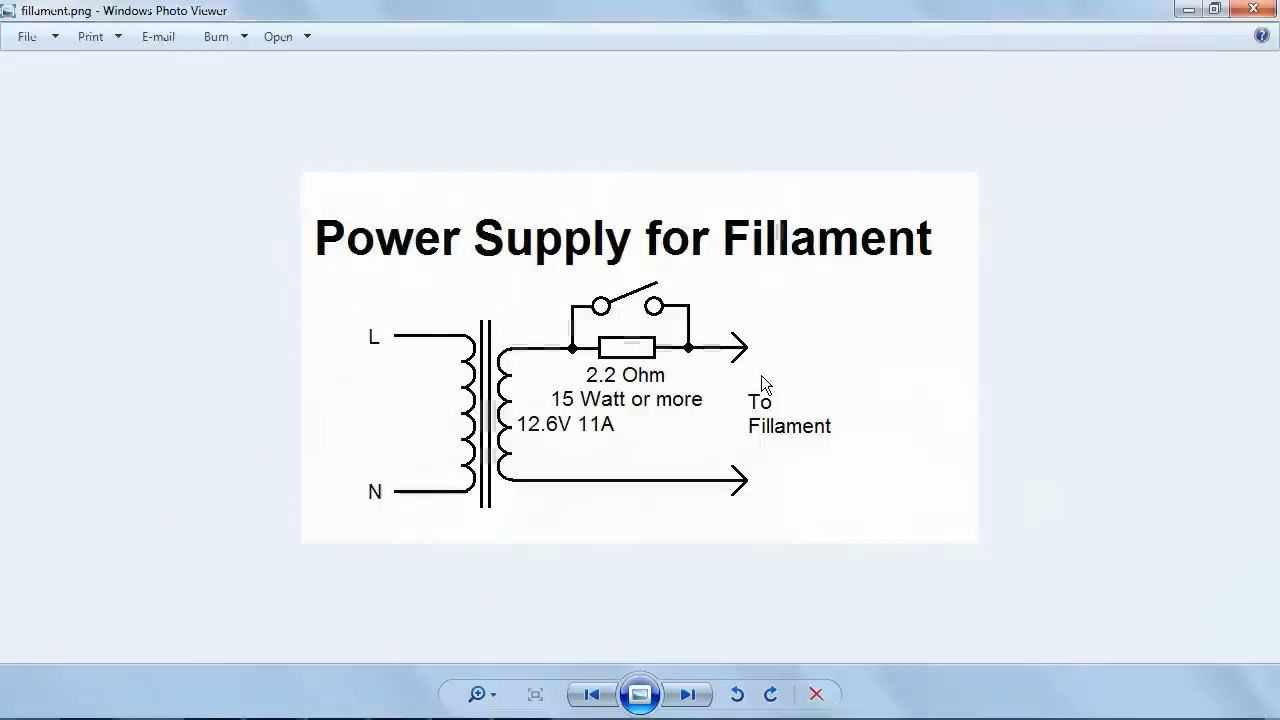 fillument.png - Windows Photo Viewer
File Print E-mail Burn Open
Power Supply for Fillament
L
2.2 Ohm
15 Watt or more
12.6V 11A
To
Fillament
N